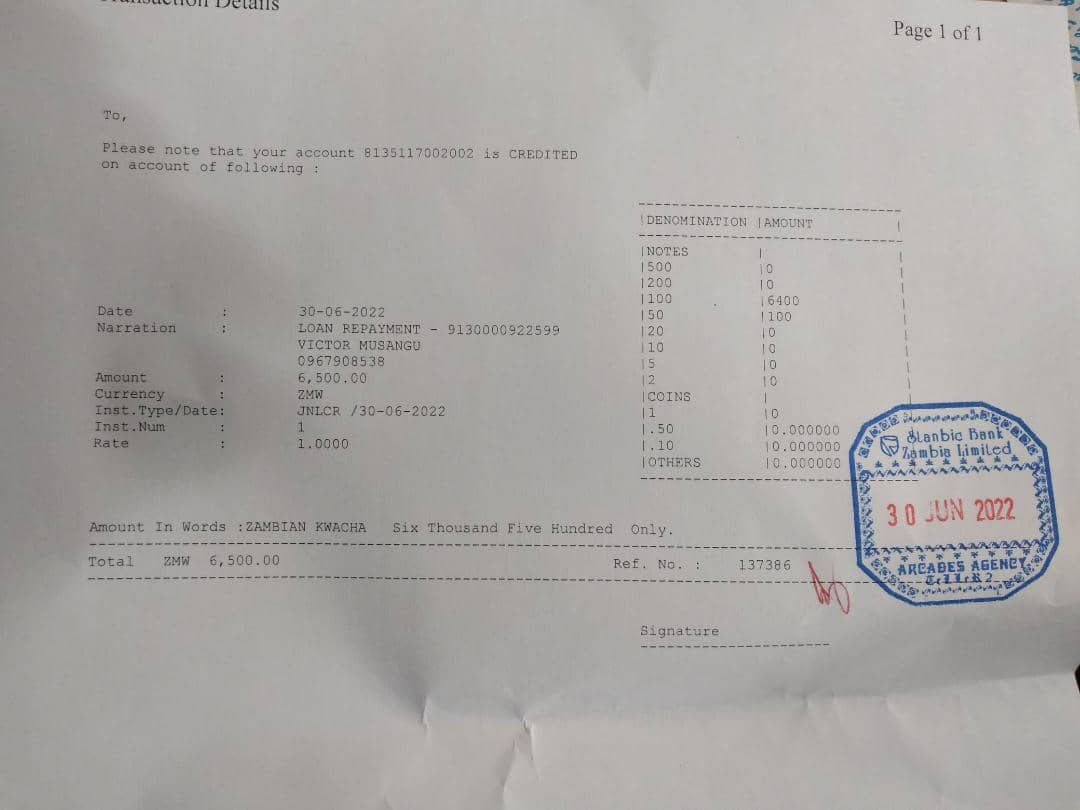 Transaction Details
Page 1 of 1
To,
Please note that your account 8135117002002 is CREDITED
on account of following :
|DENOMINATION |AMOUNT |
|NOTES | |
|500 |0 |
|200 |0 |
|100 |6400 |
|50 |100 |
|20 |0 |
|10 |0 |
|5 |0 |
|2 |0 |
|COINS |
|1 |0
|.50 |0.000000
|.10 |0.000000
|OTHERS |0.000000
Date : 30-06-2022
Narration : LOAN REPAYMENT - 9130000922599
VICTOR MUSANGU
0967908538
Amount : 6,500.00
Currency : ZMW
Inst.Type/Date: JNLCR /30-06-2022
Inst.Num : 1
Rate : 1.0000
Stanbic Bank
Zambia Limited
30 JUN 2022
ARCADES AGENCY
TeLLeR 2
Amount In Words :ZAMBIAN KWACHA Six Thousand Five Hundred Only.
Total ZMW 6,500.00 Ref. No. : 137386
Signature